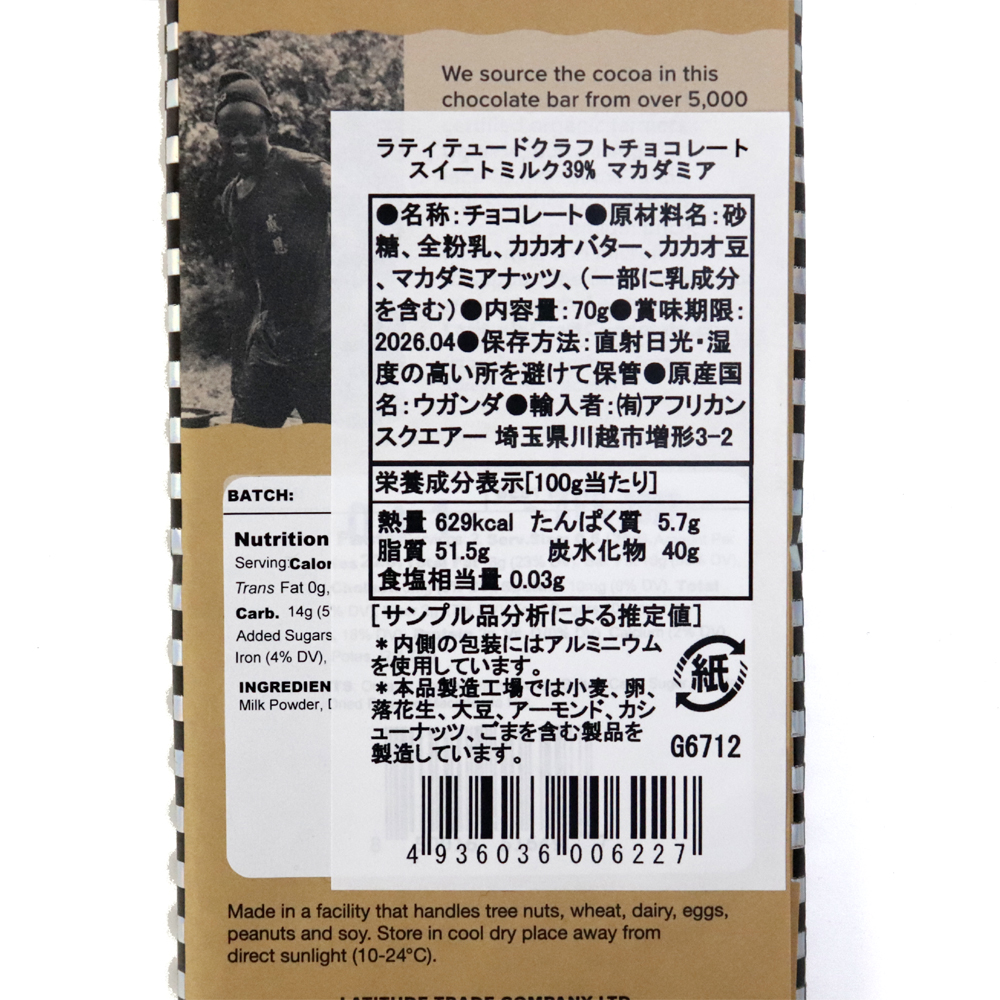 We source the cocoa in this
chocolate bar from over 5,000
ラティテュードクラフトチョコレート
スイートミルク39% マカダミア
●名称:チョコレート●原材料名:砂
糖、全粉乳、カカオバター、カカオ豆
、マカダミアナッツ、(一部に乳成分
を含む)●内容量:70g●賞味期限:
2026.04●保存方法:直射日光・湿
度の高い所を避けて保管●原産国
名:ウガンダ●輸入者:㈲アフリカン
スクエアー 埼玉県川越市増形3-2
栄養成分表示[100g当たり]
熱量 629kcal たんぱく質 5.7g
脂質 51.5g 炭水化物 40g
食塩相当量 0.03g
[サンプル品分析による推定値]
*内側の包装にはアルミニウム
を使用しています。
*本品製造工場では小麦、卵、
落花生、大豆、アーモンド、カシ
ューナッツ、ごまを含む製品を
製造しています。
紙
G6712
4 936036 006227
BATCH:
Nutrition
Serving:Calor
Trans Fat 0g,
Carb. 14g (5
Added Sugars
Iron (4% DV),
INGREDIEN
Milk Powder,
Made in a facility that handles tree nuts, wheat, dairy, eggs,
peanuts and soy. Store in cool dry place away from
direct sunlight (10-24°C).
LATITUDE TRADE COMPANY LTD